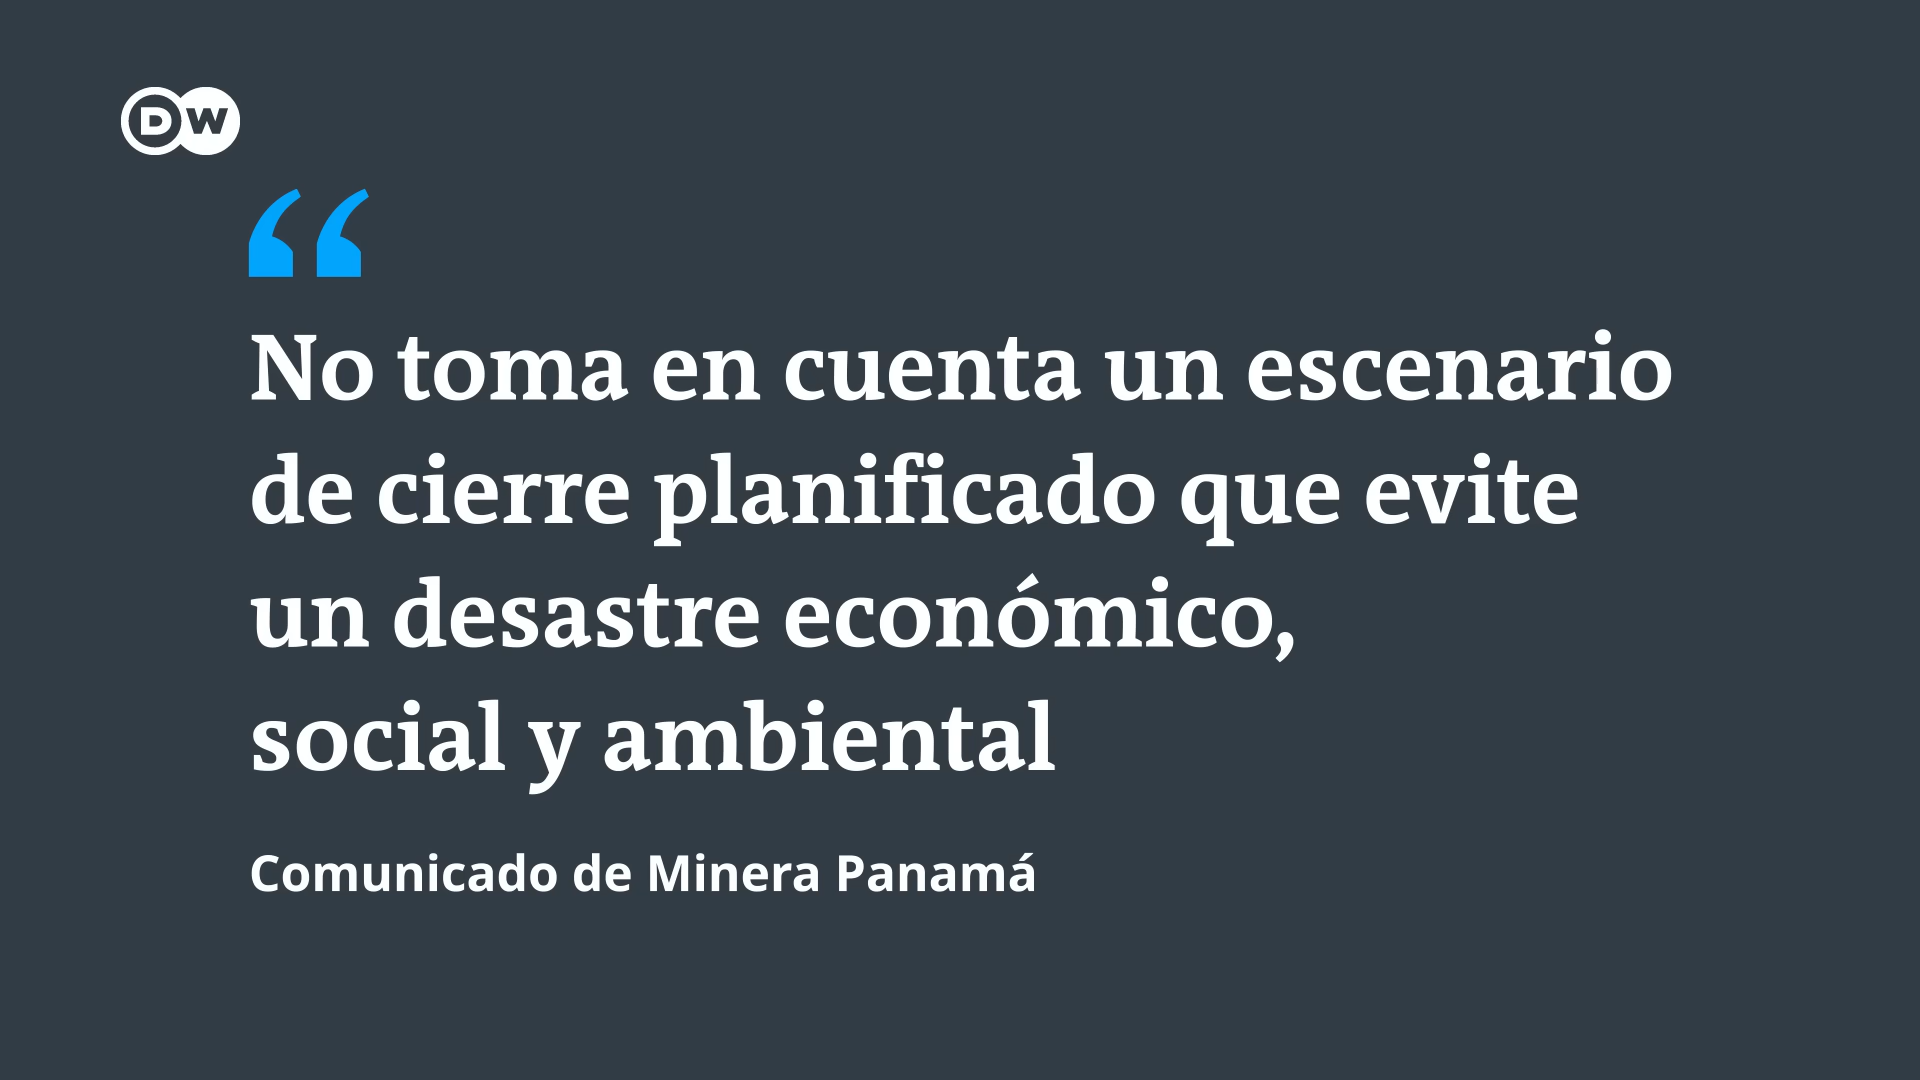 DW
“
No toma en cuenta un escenario
de cierre planificado que evite
un desastre económico,
social y ambiental
Comunicado de Minera Panamá